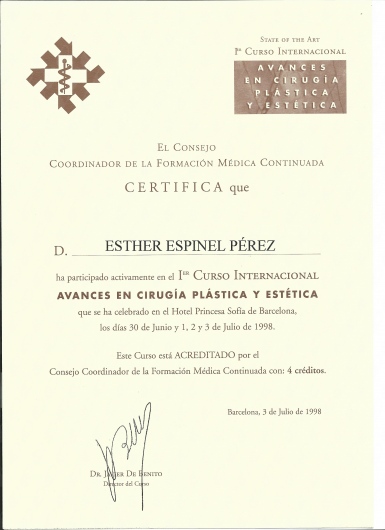 State of the Art
Ier Curso Internacional
AVANCES
EN CIRUGÍA
PLÁSTICA
Y ESTÉTICA
El Consejo
Coordinador de la Formación Médica Continuada
CERTIFICA que
D. ESTHER ESPINEL PÉREZ
ha participado activamente en el Ier Curso Internacional
AVANCES EN CIRUGÍA PLÁSTICA Y ESTÉTICA
que se ha celebrado en el Hotel Princesa Sofía de Barcelona,
los días 30 de Junio y 1, 2 y 3 de Julio de 1998.
Este Curso está ACREDITADO por el
Consejo Coordinador de la Formación Médica Continuada con: 4 créditos.
Barcelona, 3 de Julio de 1998
Dr. Javier De Benito
Director del Curso